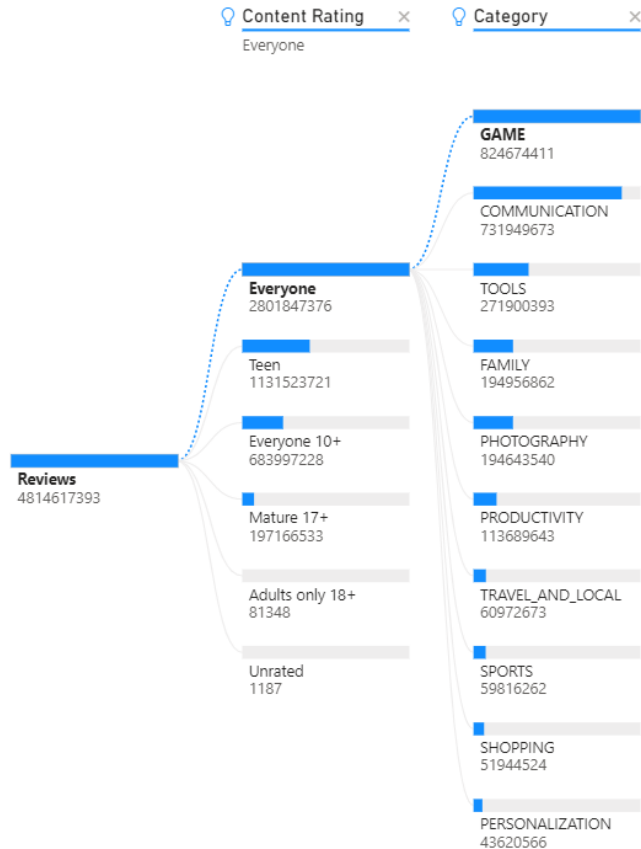 Content Rating
Everyone
Category
Reviews
4814617393
Everyone
2801847376
Teen
1131523721
Everyone 10+
683997228
Mature 17+
197166533
Adults only 18+
81348
Unrated
1187
GAME
824674411
COMMUNICATION
731949673
TOOLS
271900393
FAMILY
194956862
PHOTOGRAPHY
194643540
PRODUCTIVITY
113689643
TRAVEL_AND_LOCAL
60972673
SPORTS
59816262
SHOPPING
51944524
PERSONALIZATION
43620566